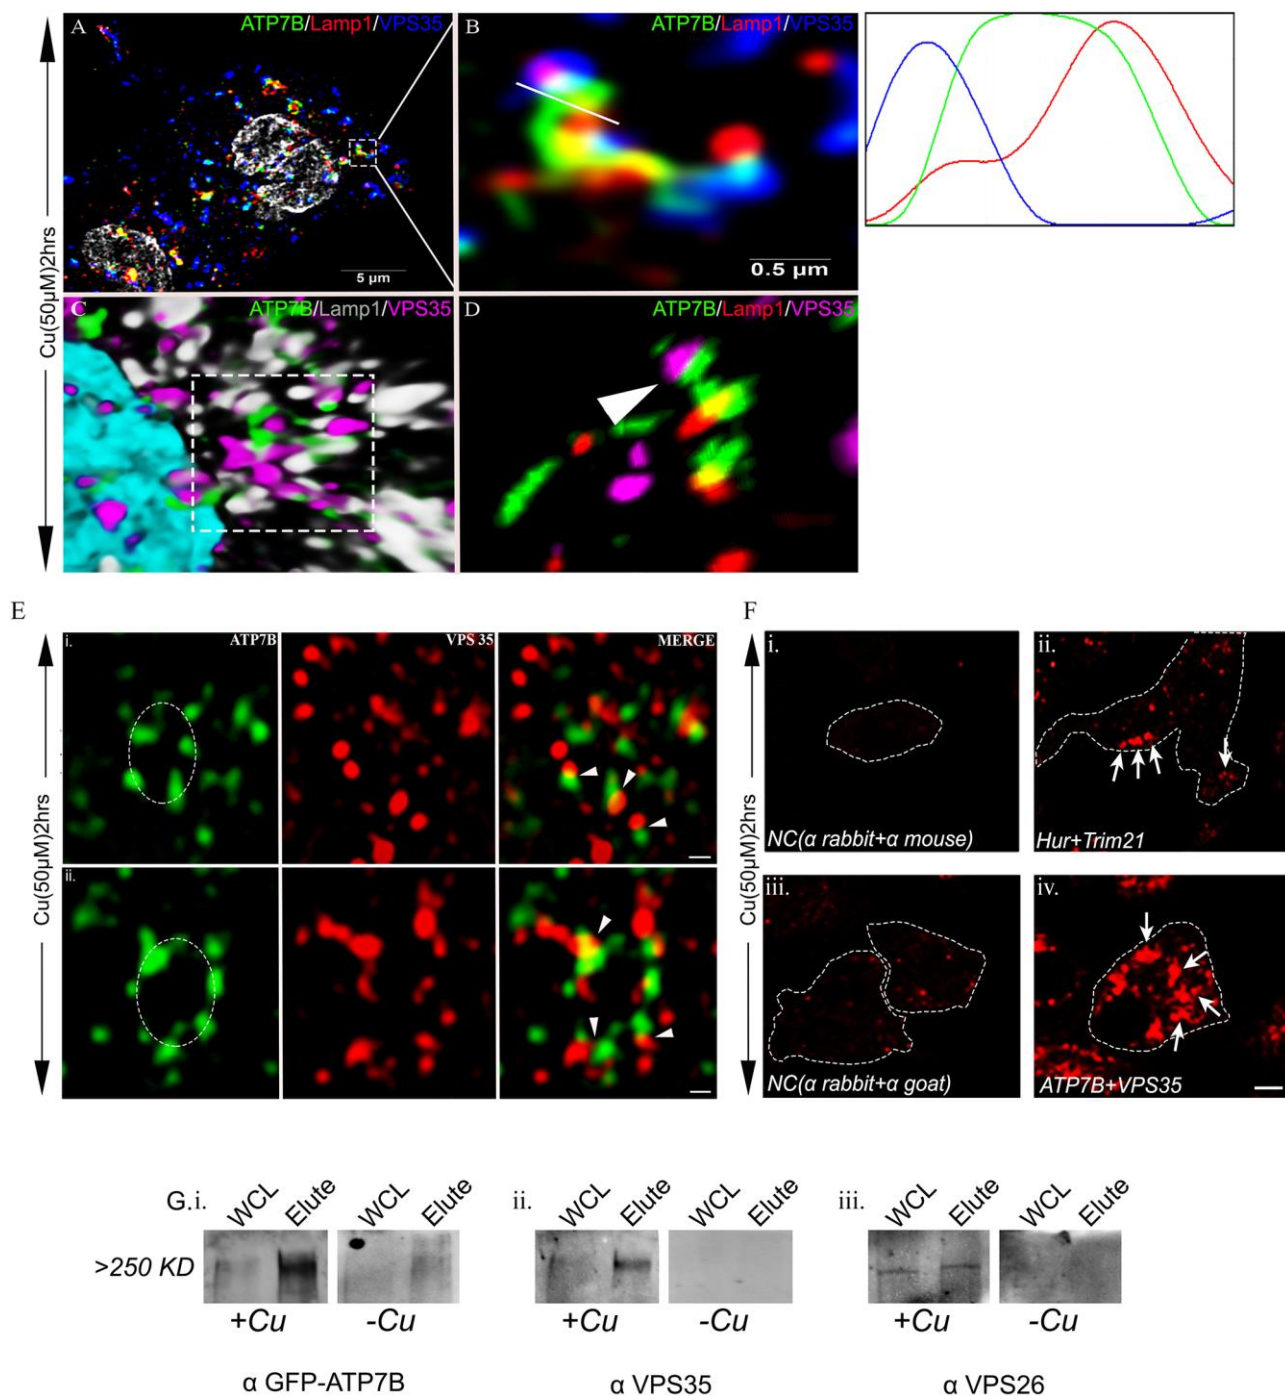 A
ATP7B/Lamp1/VPS35
5 µm
B
ATP7B/Lamp1/VPS35
0.5 µm
Cu(50µM)2hrs
C
ATP7B/Lamp1/VPS35
D
ATP7B/Lamp1/VPS35
E
i.
ATP7B
VPS 35
MERGE
ii.
Cu(50µM)2hrs
F
i.
NC(α rabbit+α mouse)
ii.
Hur+Trim21
iii.
NC(α rabbit+α goat)
iv.
ATP7B+VPS35
Cu(50µM)2hrs
G.i.
WCL
Elute
WCL
Elute
>250 KD
+Cu
-Cu
α GFP-ATP7B
ii.
WCL
Elute
WCL
Elute
+Cu
-Cu
α VPS35
iii.
WCL
Elute
WCL
Elute
+Cu
-Cu
α VPS26